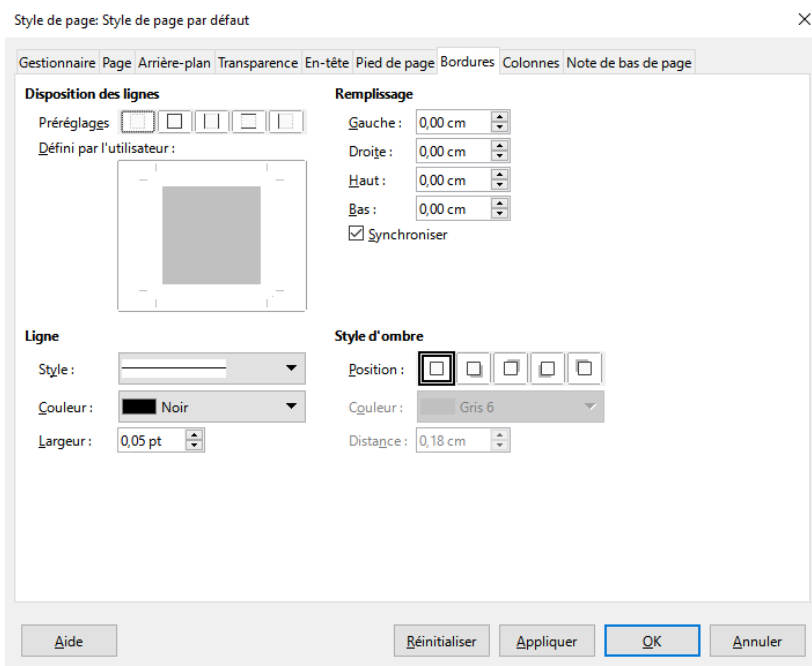 Style de page: Style de page par défaut
Gestionnaire Page Arrière-plan Transparence En-tête Pied de page Bordures Colonnes Note de bas de page
Disposition des lignes
Préréglages
Défini par l'utilisateur :
Remplissage
Gauche : 0,00 cm
Droite : 0,00 cm
Haut : 0,00 cm
Bas : 0,00 cm
Synchroniser
Ligne
Style :
Couleur : Noir
Largeur : 0,05 pt
Style d'ombre
Position :
Couleur : Gris 6
Distance : 0,18 cm
Aide Réinitialiser Appliquer OK Annuler